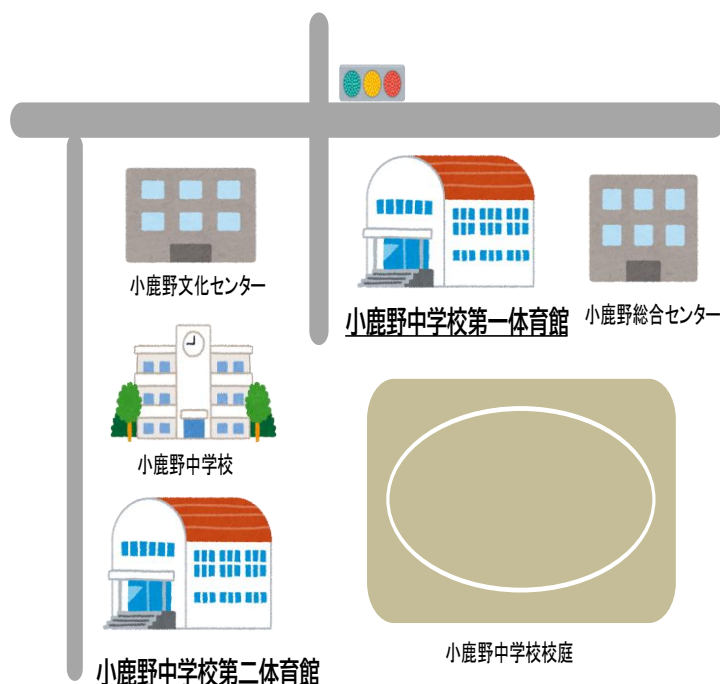 小鹿野文化センター
小鹿野中学校第一体育館
小鹿野総合センター
小鹿野中学校
小鹿野中学校第二体育館
小鹿野中学校校庭